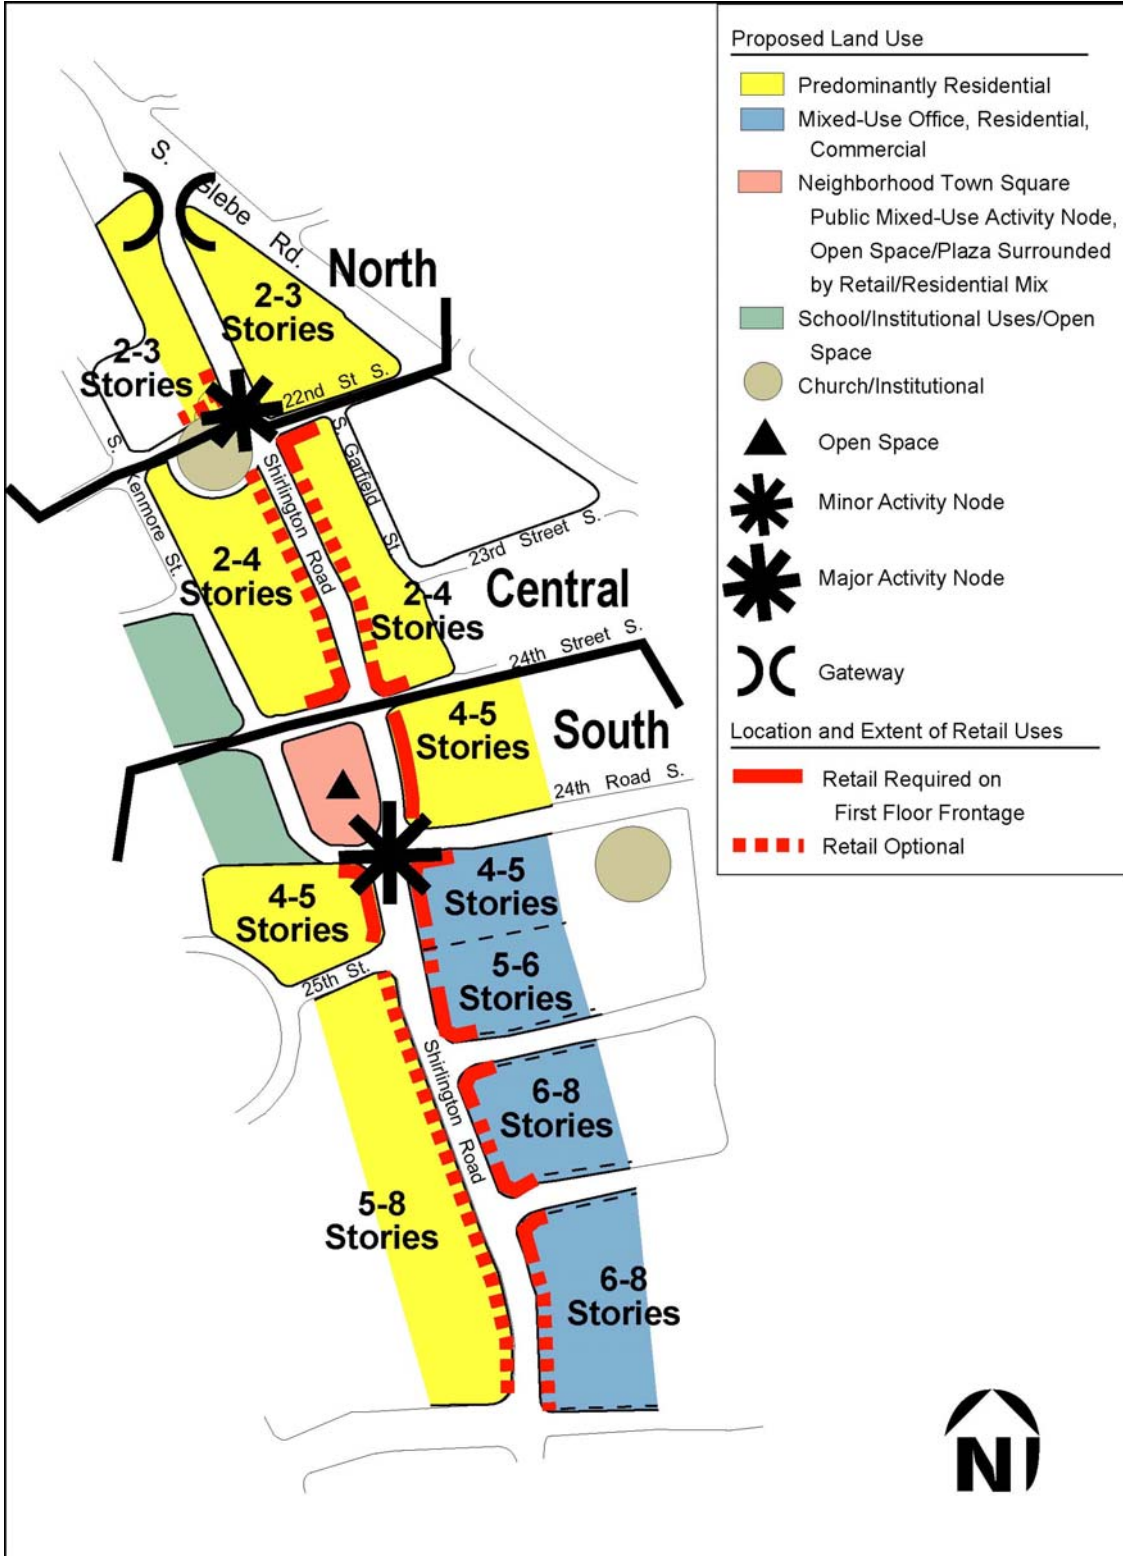 Proposed Land Use
Predominantly Residential
Mixed-Use Office, Residential,
Commercial
Neighborhood Town Square
Public Mixed-Use Activity Node,
Open Space/Plaza Surrounded
by Retail/Residential Mix
School/Institutional Uses/Open
Space
Church/Institutional
Open Space
Minor Activity Node
Major Activity Node
Gateway
Location and Extent of Retail Uses
Retail Required on
First Floor Frontage
Retail Optional
S. Glebe Rd.
North
2-3
Stories
2-3
Stories
22nd St S.
S. Kenmore St.
Shirlington Road
S. Garfield St.
23rd Street S.
2-4
Stories
2-4
Stories
Central
24th Street S.
4-5
Stories
South
24th Road S.
4-5
Stories
4-5
Stories
25th St.
5-6
Stories
Shirlington Road
6-8
Stories
5-8
Stories
6-8
Stories
N